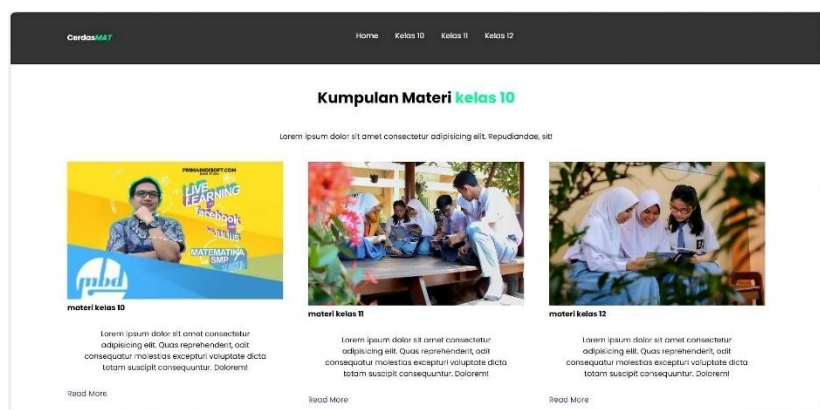 CerdasMAT
Home Kelas 10 Kelas 11 Kelas 12
Kumpulan Materi kelas 10
Lorem ipsum dolor sit amet consectetur adipisicing elit. Repudiandae, sit!
PRIMAINDISOFT.COM
LIVE
LEARNING
facebook
MATEMATIKA
SMP
mbd
materi kelas 10
Lorem ipsum dolor sit amet consectetur
adipisicing elit. Quas reprehenderit, odit
consequatur molestias excepturi voluptate dicta
totam suscipit consequuntur. Dolorem!
Read More
materi kelas 11
Lorem ipsum dolor sit amet consectetur
adipisicing elit. Quas reprehenderit, odit
consequatur molestias excepturi voluptate dicta
totam suscipit consequuntur. Dolorem!
Read More
materi kelas 12
Lorem ipsum dolor sit amet consectetur
adipisicing elit. Quas reprehenderit, odit
consequatur molestias excepturi voluptate dicta
totam suscipit consequuntur. Dolorem!
Read More